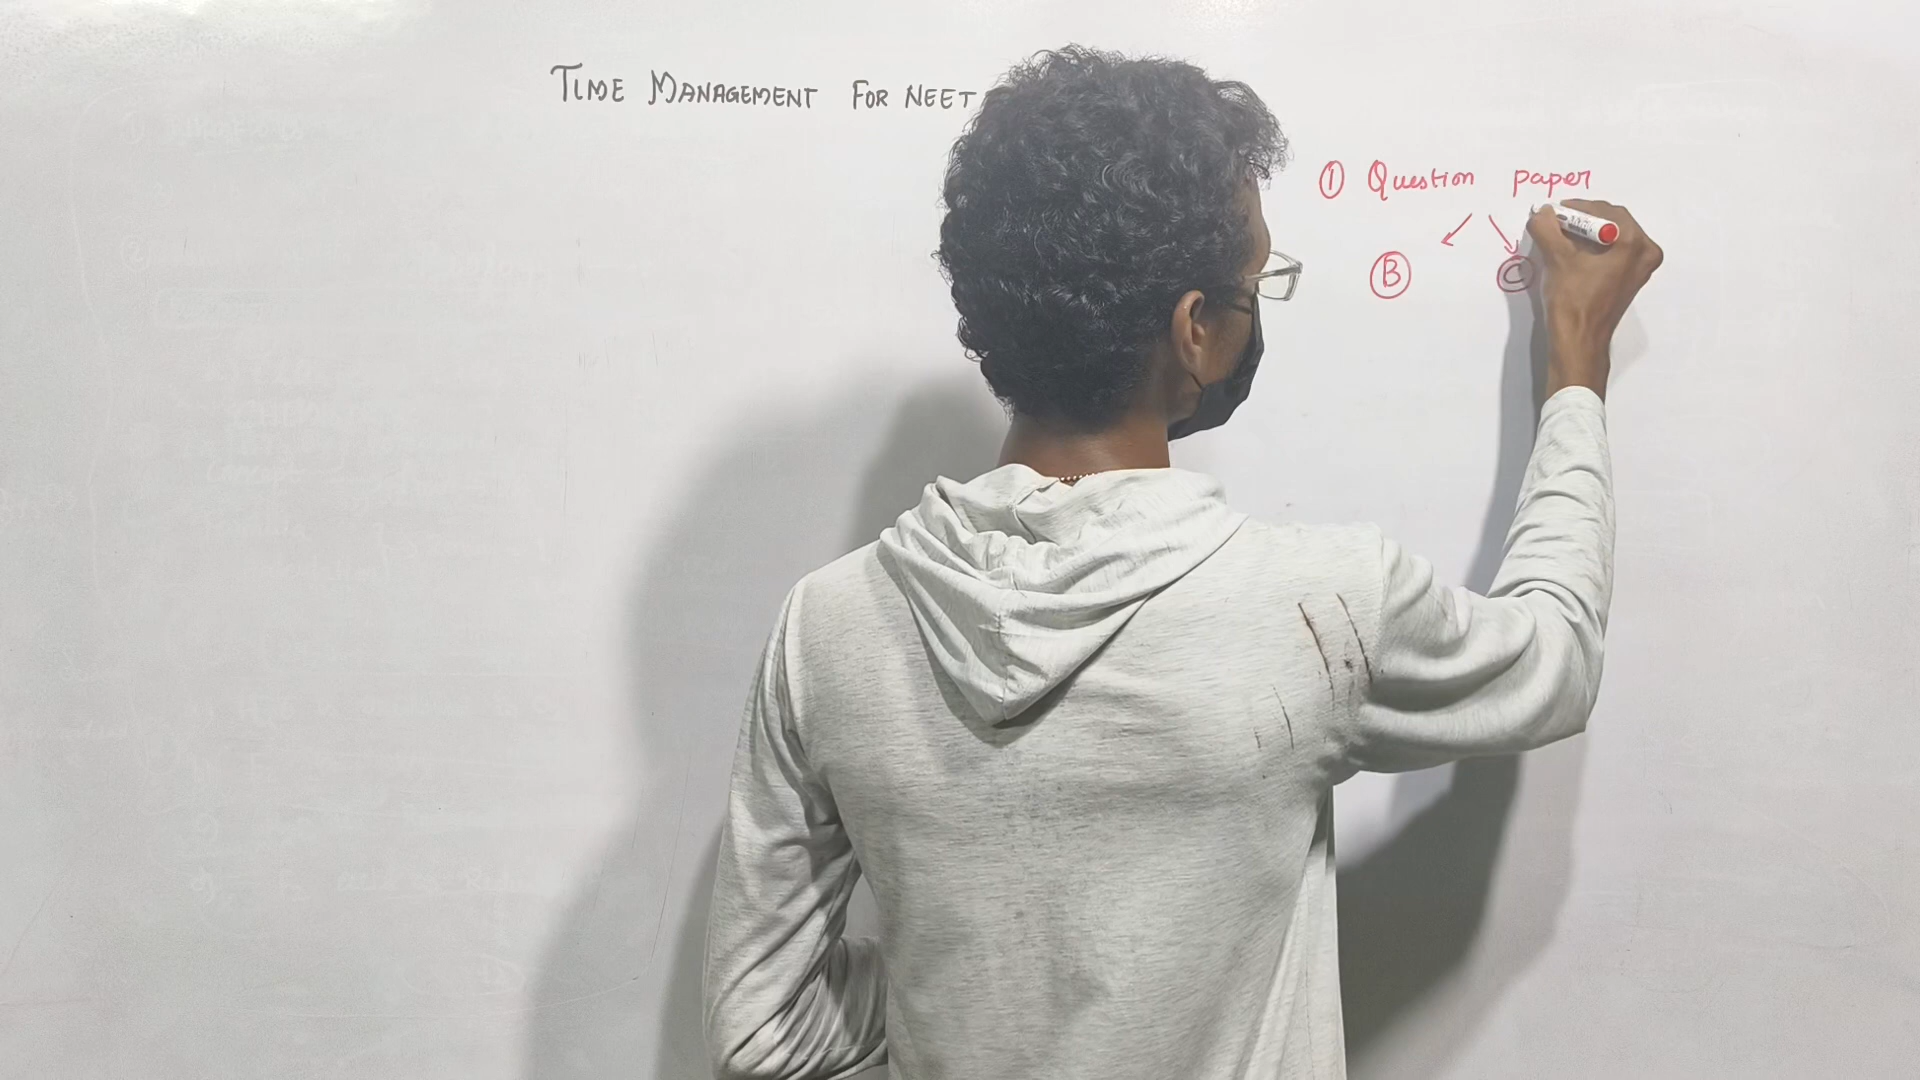 TIME MANAGEMENT FOR NEET
① Question paper
Ⓑ Ⓒ